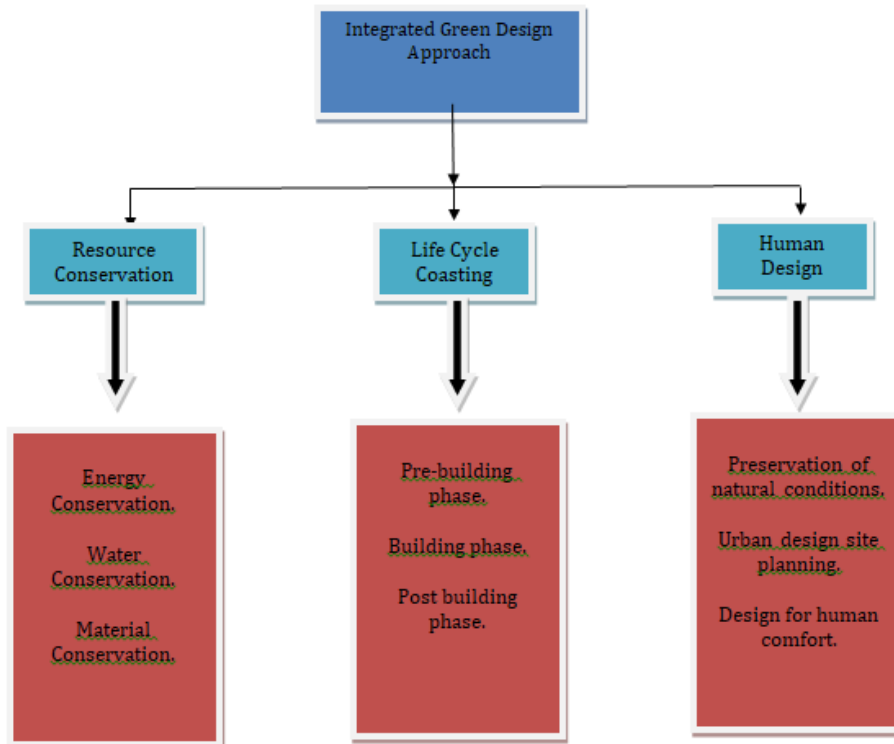 Integrated Green Design
Approach
Resource
Conservation
Life Cycle
Coasting
Human
Design
Energy
Conservation.
Water
Conservation.
Material
Conservation.
Pre-building
phase.
Building phase.
Post building
phase.
Preservation of
natural conditions.
Urban design site
planning.
Design for human
comfort.